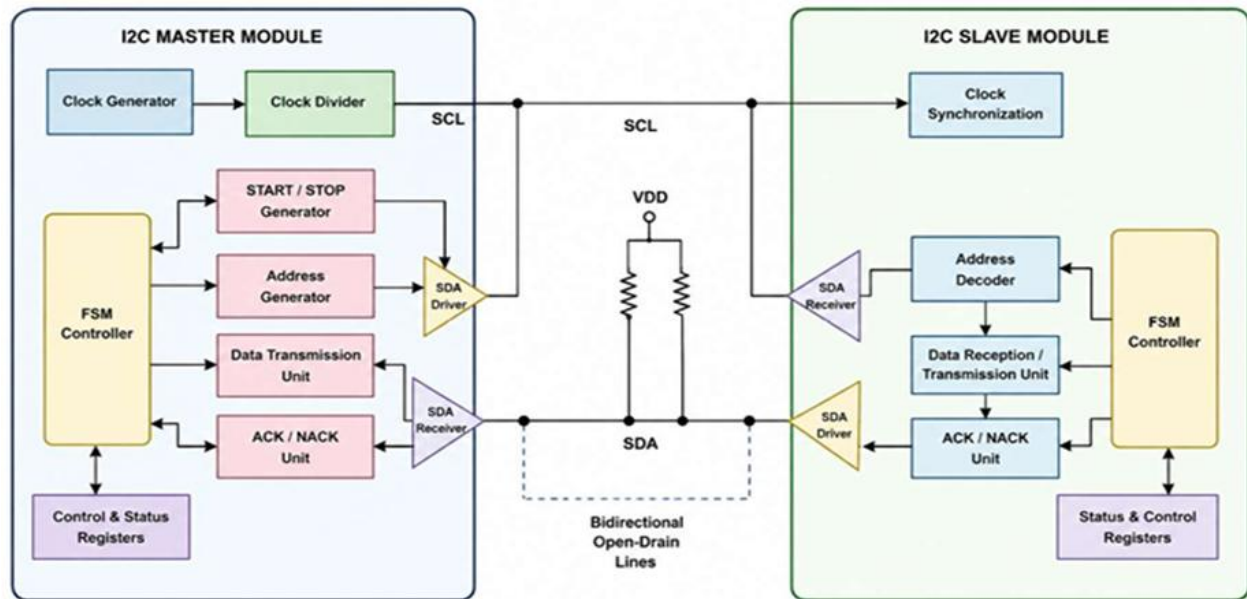 I2C MASTER MODULE
Clock Generator
Clock Divider
SCL
START / STOP
Generator
FSM
Controller
Address
Generator
SDA
Driver
Data Transmission
Unit
SDA
Receiver
ACK / NACK
Unit
Control & Status
Registers
SCL
VDD
SDA
Bidirectional
Open-Drain
Lines
I2C SLAVE MODULE
Clock
Synchronization
SDA
Receiver
Address
Decoder
FSM
Controller
Data Reception /
Transmission Unit
SDA
Driver
ACK / NACK
Unit
Status & Control
Registers